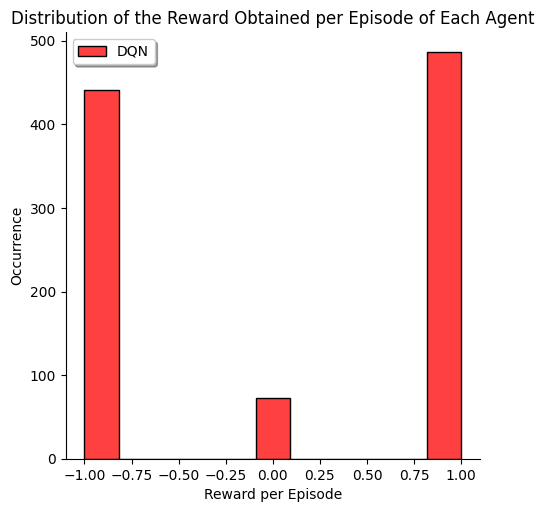 Distribution of the Reward Obtained per Episode of Each Agent
DQN
500
400
300
200
100
0
Occurrence
−1.00 −0.75 −0.50 −0.25 0.00 0.25 0.50 0.75 1.00
Reward per Episode